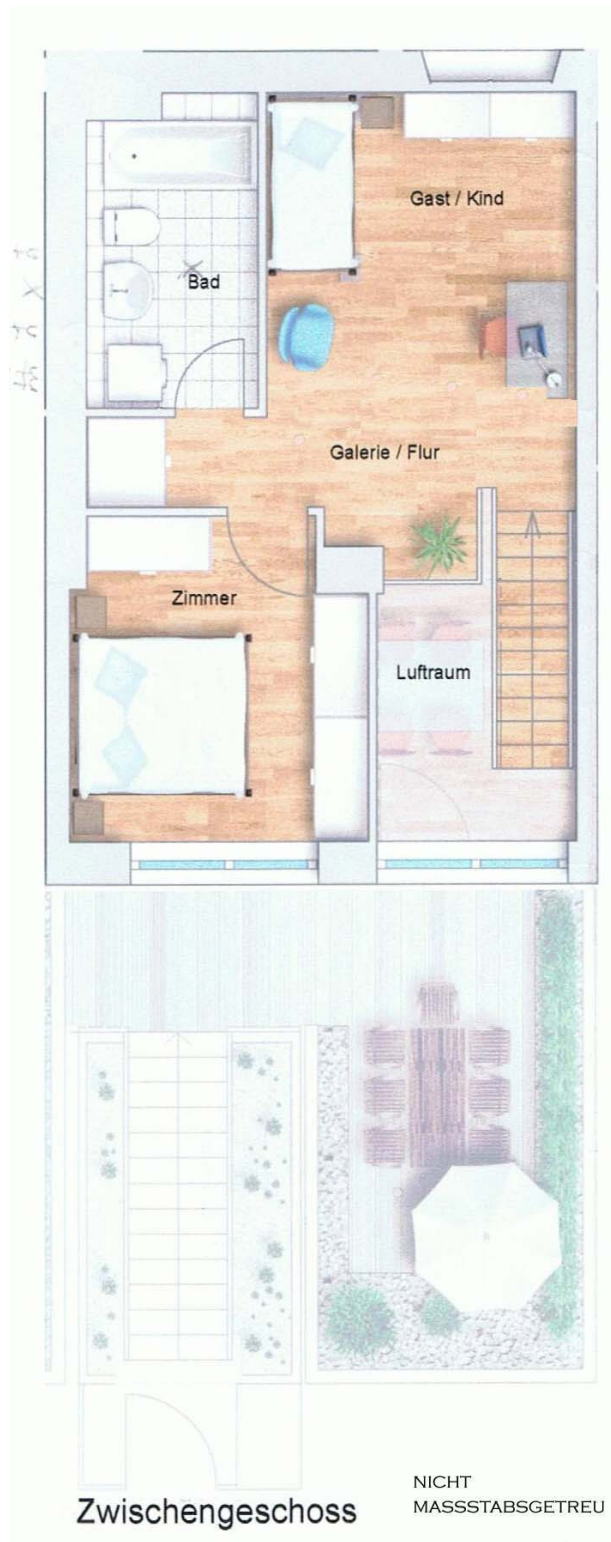 Gast / Kind
Bad
Galerie / Flur
Zimmer
Luftraum
Zwischengeschoss
NICHT
MASSSTABSGETREU